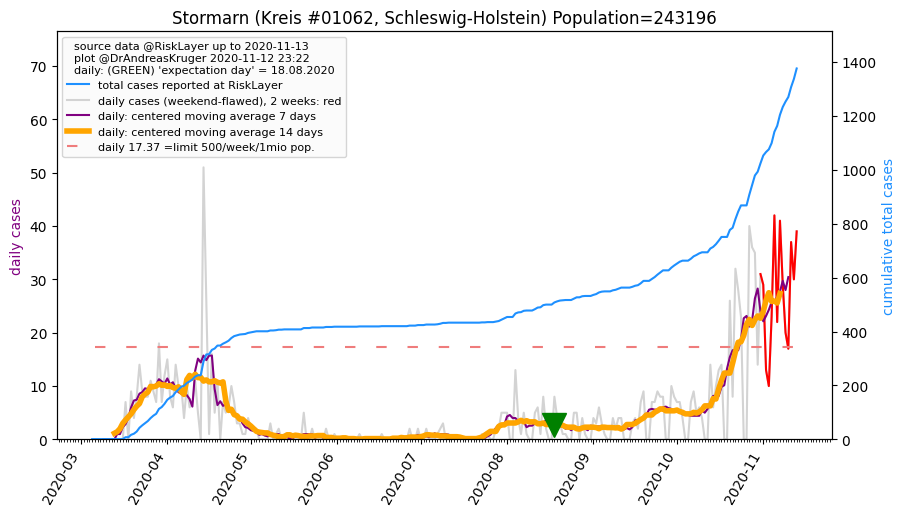 Stormarn (Kreis #01062, Schleswig-Holstein) Population=243196
source data @RiskLayer up to 2020-11-13
plot @DrAndreasKruger 2020-11-12 23:22
daily: (GREEN) 'expectation day' = 18.08.2020
total cases reported at RiskLayer
daily cases (weekend-flawed), 2 weeks: red
daily: centered moving average 7 days
daily: centered moving average 14 days
daily 17.37 =limit 500/week/1mio pop.
daily cases
70
60
50
40
30
20
10
0
1400
1200
1000
800
600
400
200
0
cumulative total cases
2020-03
2020-04
2020-05
2020-06
2020-07
2020-08
2020-09
2020-10
2020-11